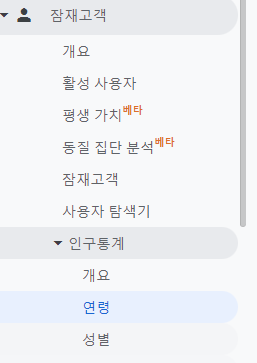 잠재고객
개요
활성 사용자
평생 가치베타
동질 집단 분석베타
잠재고객
사용자 탐색기
인구통계
개요
연령
성별